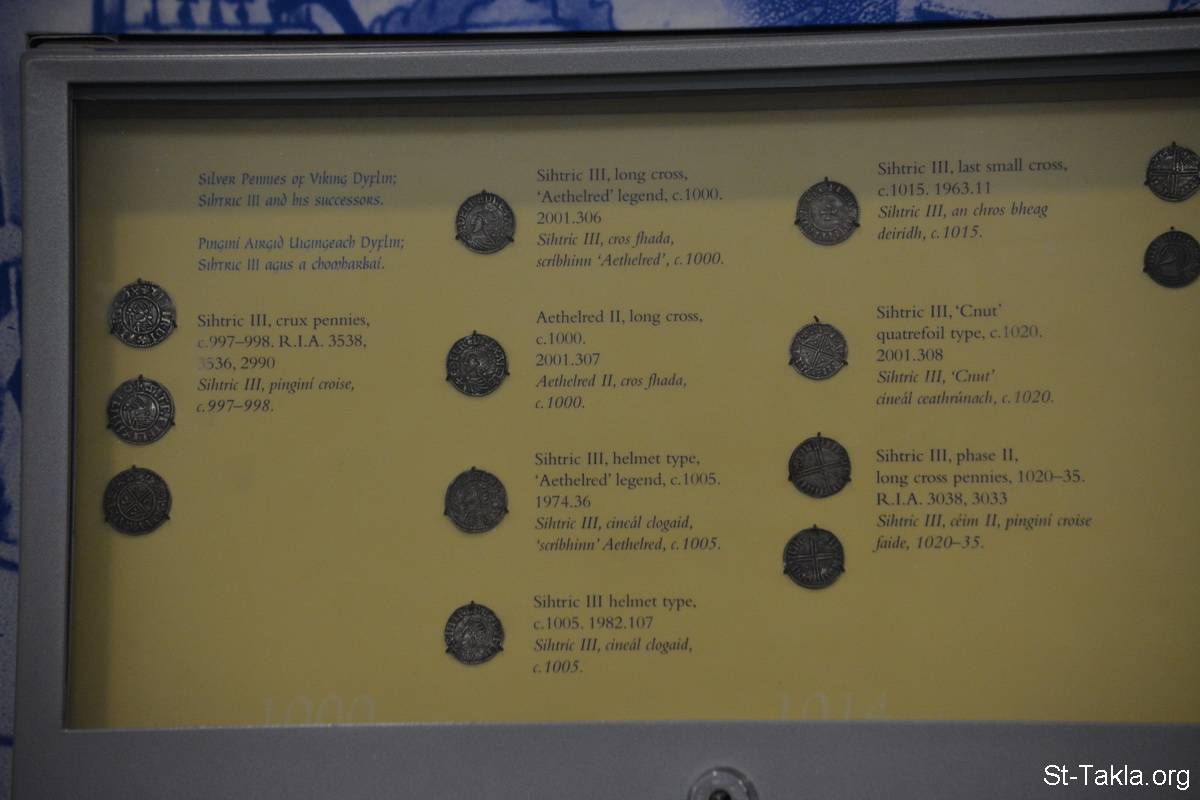 Silver Pennies of Viking Dyflin;
Sihtric III and his successors.
Pinginí Airgid Uigingeach Dyflin;
Sihtric III agus a chomharbaí.
Sihtric III, crux pennies,
c.997–998. R.I.A. 3538,
3536, 2990
Sihtric III, pinginí croise,
c.997–998.
Sihtric III, long cross,
‘Aethelred’ legend, c.1000.
2001.306
Sihtric III, cros fhada,
scríbhinn ‘Aethelred’, c.1000.
Aethelred II, long cross,
c.1000.
2001.307
Aethelred II, cros fhada,
c.1000.
Sihtric III, helmet type,
‘Aethelred’ legend, c.1005.
1974.36
Sihtric III, cineál clogaid,
‘scríbhinn’ Aethelred, c.1005.
Sihtric III helmet type,
c.1005. 1982.107
Sihtric III, cineál clogaid,
c.1005.
Sihtric III, last small cross,
c.1015. 1963.11
Sihtric III, an chros bheag
deiridh, c.1015.
Sihtric III, ‘Cnut’
quatrefoil type, c.1020.
2001.308
Sihtric III, ‘Cnut’
cineál ceathrúnach, c.1020.
Sihtric III, phase II,
long cross pennies, 1020–35.
R.I.A. 3038, 3033
Sihtric III, céim II, pinginí croise
faide, 1020–35.
1000
1014
St-Takla.org